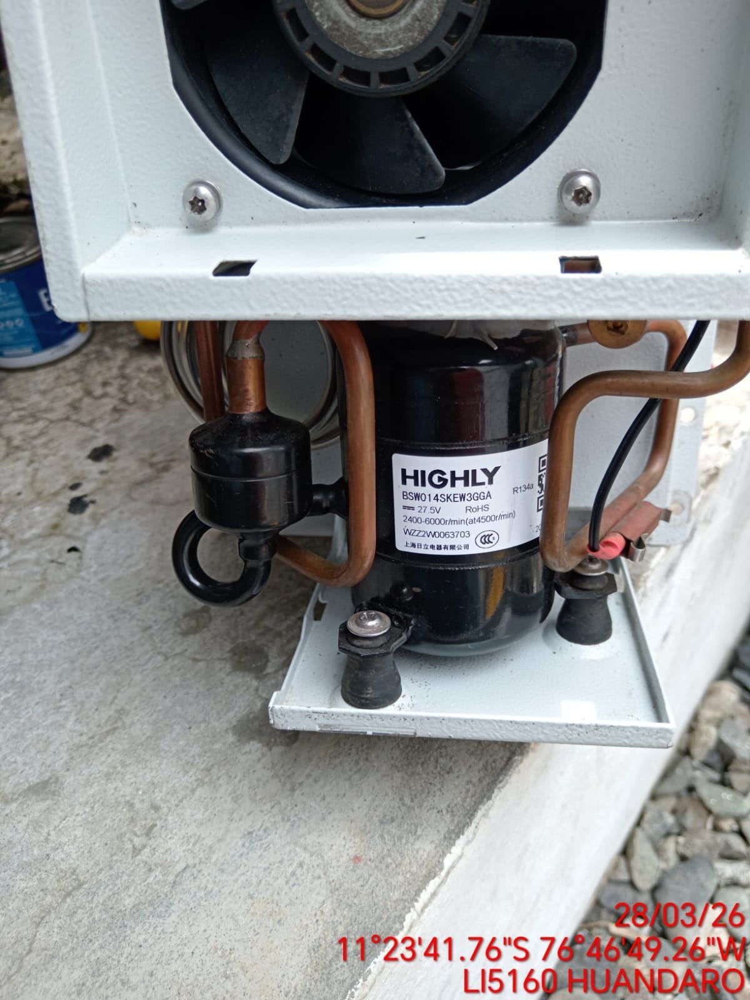 HIGHLY
BSW014SKEW3GGA R134a
27.5V RoHS
2400-6000r/min(at4500r/min)
WZZ2W0063703 CCC S
上海日立电器有限公司
28/03/26
11°23'41.76"S 76°46'49.26"W
LI5160 HUANDARO